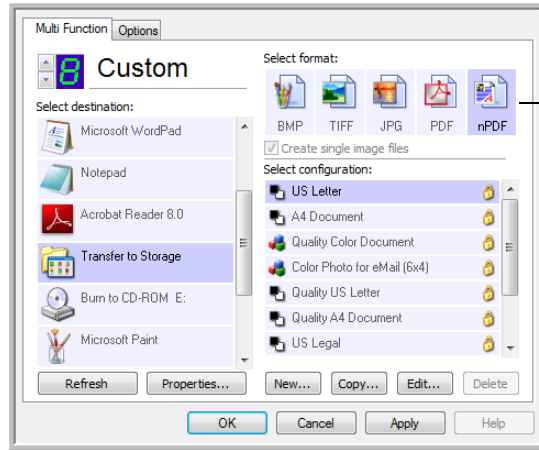 Multi Function Options
8 Custom
Select destination:
Microsoft WordPad
Notepad
Acrobat Reader 8.0
Transfer to Storage
Burn to CD-ROM E:
Microsoft Paint
Refresh Properties...
Select format:
BMP TIFF JPG PDF nPDF
Create single image files
Select configuration:
US Letter
A4 Document
Quality Color Document
Color Photo for eMail (6x4)
Quality US Letter
Quality A4 Document
US Legal
New... Copy... Edit... Delete
OK Cancel Apply Help